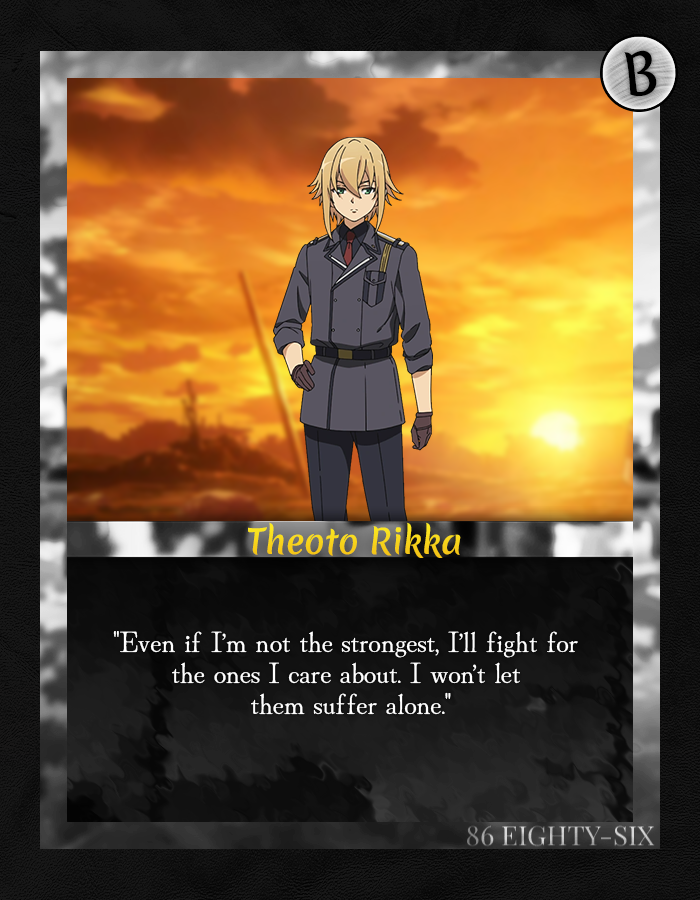 B
Theoto Rikka
"Even if I'm not the strongest, I'll fight for
the ones I care about. I won't let
them suffer alone."
86 EIGHTY-SIX